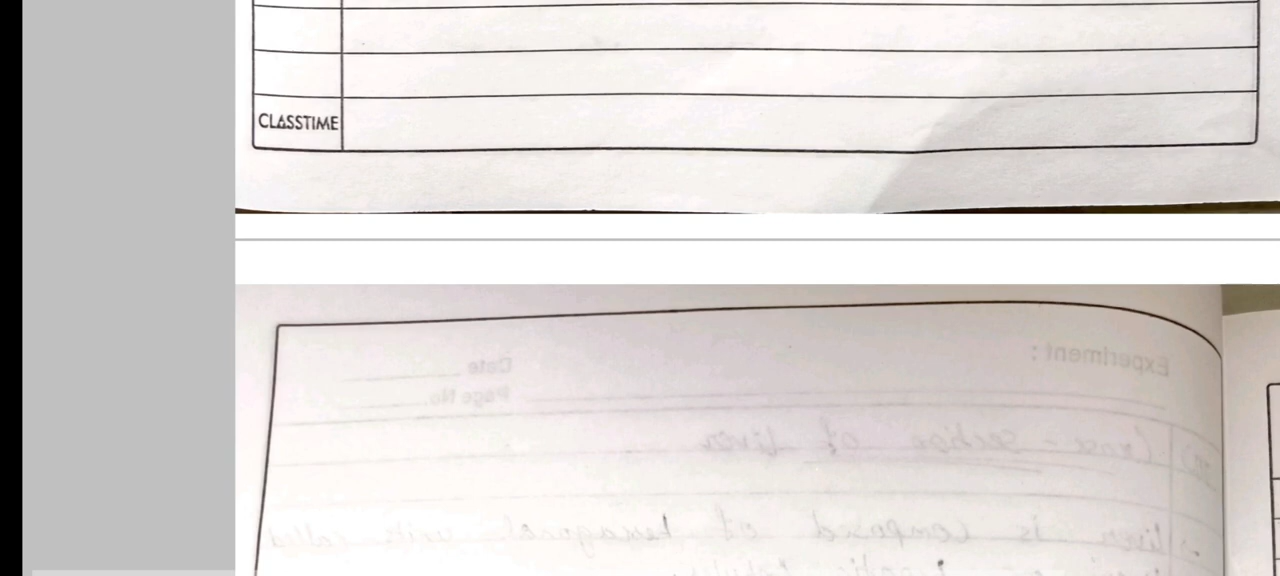 CLASSTIME
Experiment :
Date
Page No.
Cross-section of liver
liver is composed of hexagonal units called